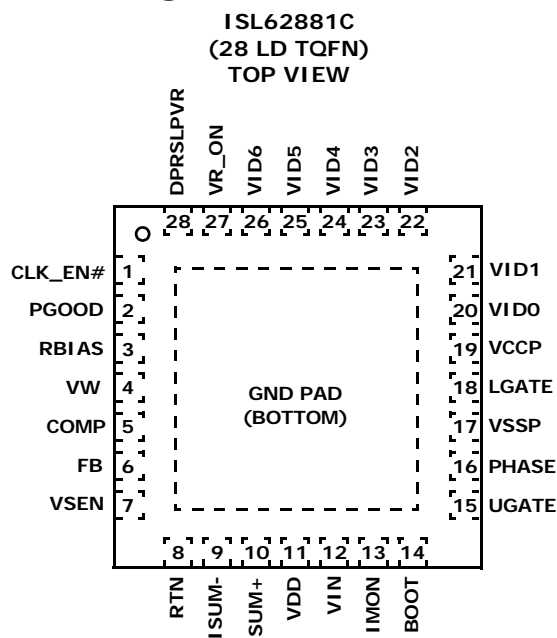 ISL62881C
(28 LD TQFN)
TOP VIEW
DPRSLPVR
VR_ON
VID6
VID5
VID4
VID3
VID2
28
27
26
25
24
23
22
CLK_EN# 1
PGOOD 2
RBIAS 3
VW 4
COMP 5
FB 6
VSEN 7
GND PAD
(BOTTOM)
21 VID1
20 VID0
19 VCCP
18 LGATE
17 VSSP
16 PHASE
15 UGATE
8
9
10
11
12
13
14
RTN
ISUM-
SUM+
VDD
VIN
IMON
BOOT